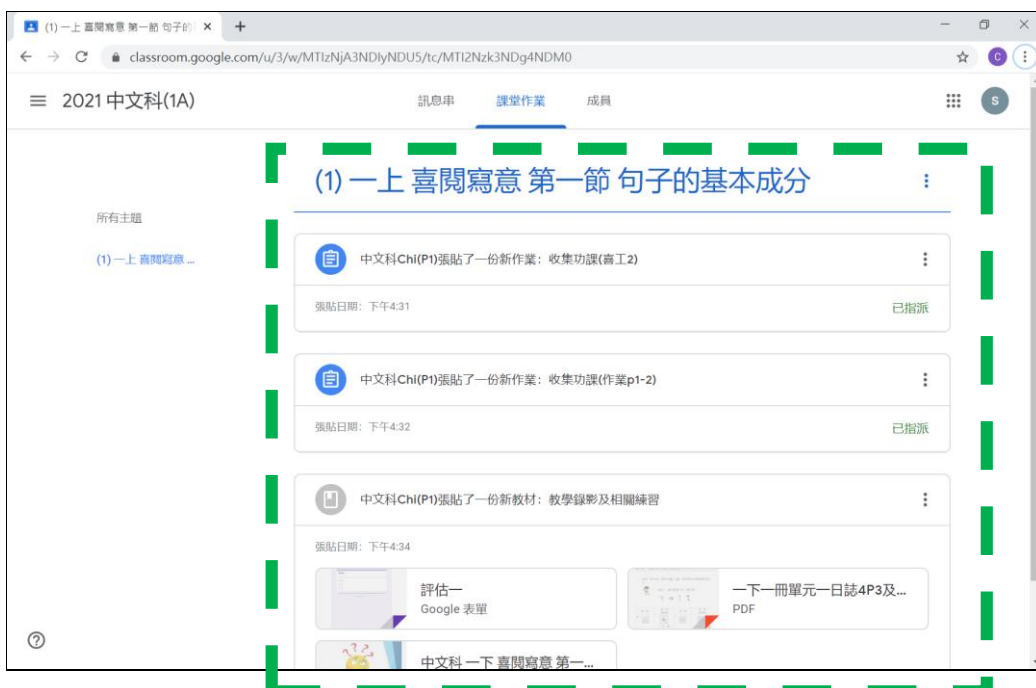 (1) 一上 喜閱寫意 第一節 句子的
classroom.google.com/u/3/w/MTIzNjA3NDIyNDU5/tc/MTI2Nzk3NDg4NDM0
C
2021 中文科(1A)
訊息串 課堂作業 成員
S
所有主題
(1) 一上 喜閱寫意 ...
(1) 一上 喜閱寫意 第一節 句子的基本成分
中文科Chi(P1)張貼了一份新作業：收集功課(喜工2)
張貼日期：下午4:31 已指派
中文科Chi(P1)張貼了一份新作業：收集功課(作業p1-2)
張貼日期：下午4:32 已指派
中文科Chi(P1)張貼了一份新教材：教學錄影及相關練習
張貼日期：下午4:34
評估一
Google 表單
一下一冊單元一日誌4P3及...
PDF
中文科 一下 喜閱寫意 第一...